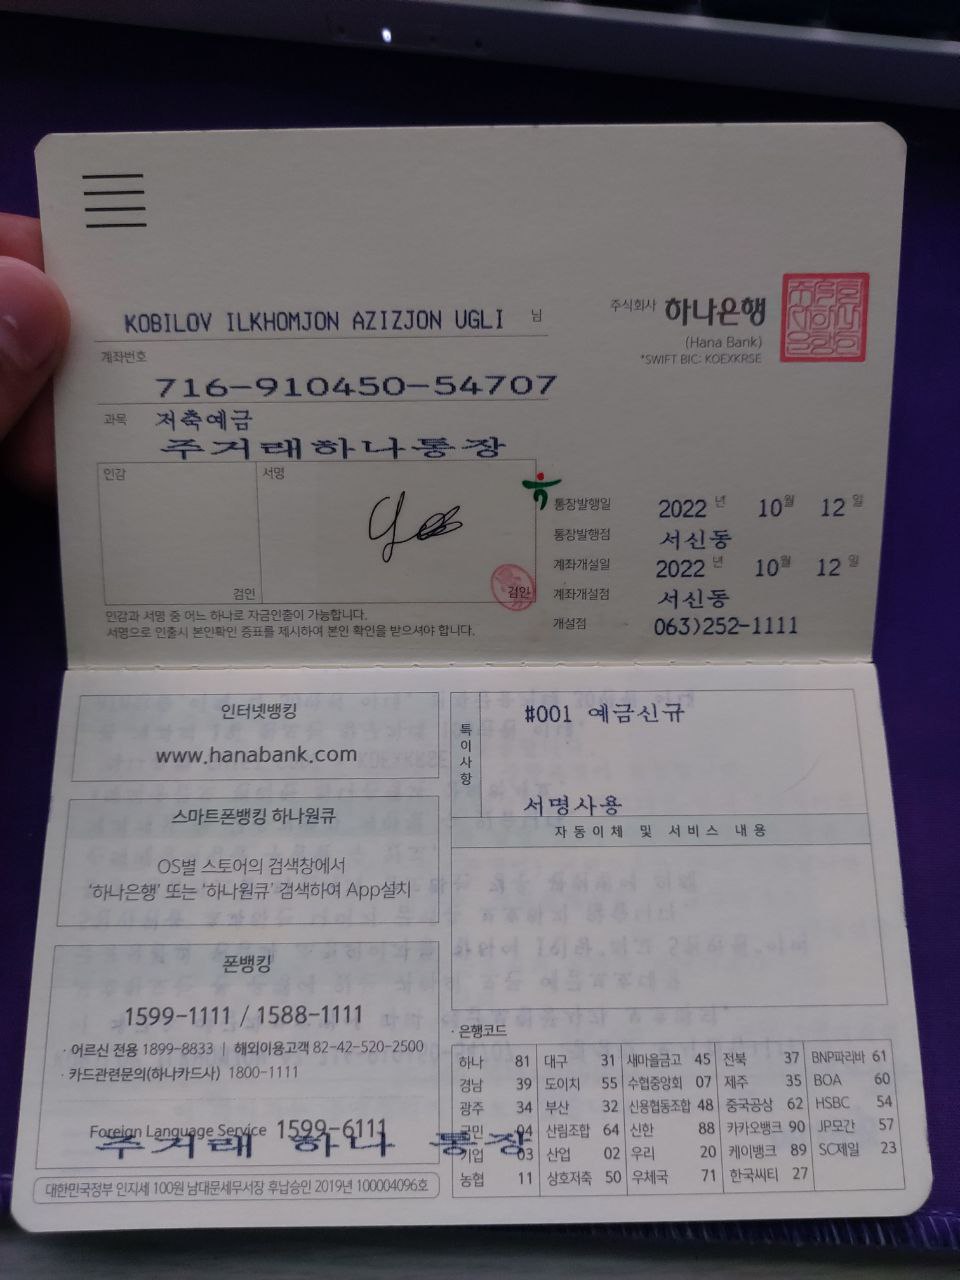 KOBILOV ILKHOMJON AZIZJON UGLI 님
주식회사 하나은행
(Hana Bank)
*SWIFT BIC: KOEXKRSE
계좌번호
716-910450-54707
과목 저축예금
주거래하나통장
인감
서명
검인
검인
통장발행일 2022 년 10 월 12 일
통장발행점 서신동
계좌개설일 2022 년 10 월 12 일
계좌개설점 서신동
개설점 063)252-1111
인감과 서명 중 어느 하나로 자금인출이 가능합니다.
서명으로 인출시 본인확인 증표를 제시하여 본인 확인을 받으셔야 합니다.
인터넷뱅킹
www.hanabank.com
스마트폰뱅킹 하나원큐
OS별 스토어의 검색창에서
'하나은행' 또는 '하나원큐' 검색하여 App설치
폰뱅킹
1599-1111 / 1588-1111
· 어르신 전용 1899-8833 | 해외이용고객 82-42-520-2500
· 카드관련문의(하나카드사) 1800-1111
Foreign Language Service 1599-6111
주거래 하나 통장
대한민국정부 인지세 100원 남대문세무서장 후납승인 2019년 100004096호
특이사항
#001 예금신규
서명사용
자동이체 및 서비스 내용
· 은행코드
하나 81 대구 31 새마을금고 45 전북 37 BNP파리바 61
경남 39 도이치 55 수협중앙회 07 제주 35 BOA 60
광주 34 부산 32 신용협동조합 48 중국공상 62 HSBC 54
국민 04 산림조합 64 신한 88 카카오뱅크 90 JP모간 57
기업 03 산업 02 우리 20 케이뱅크 89 SC제일 23
농협 11 상호저축 50 우체국 71 한국씨티 27